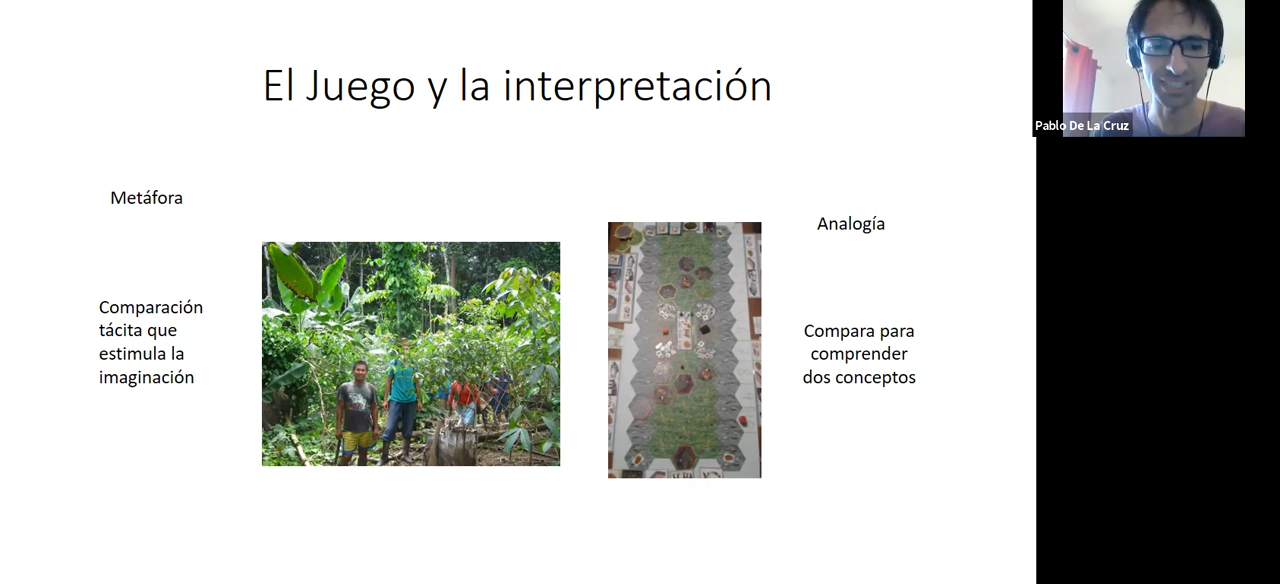 El Juego y la interpretación
Pablo De La Cruz
Metáfora
Analogía
Comparación
tácita que
estimula la
imaginación
Compara para
comprender
dos conceptos